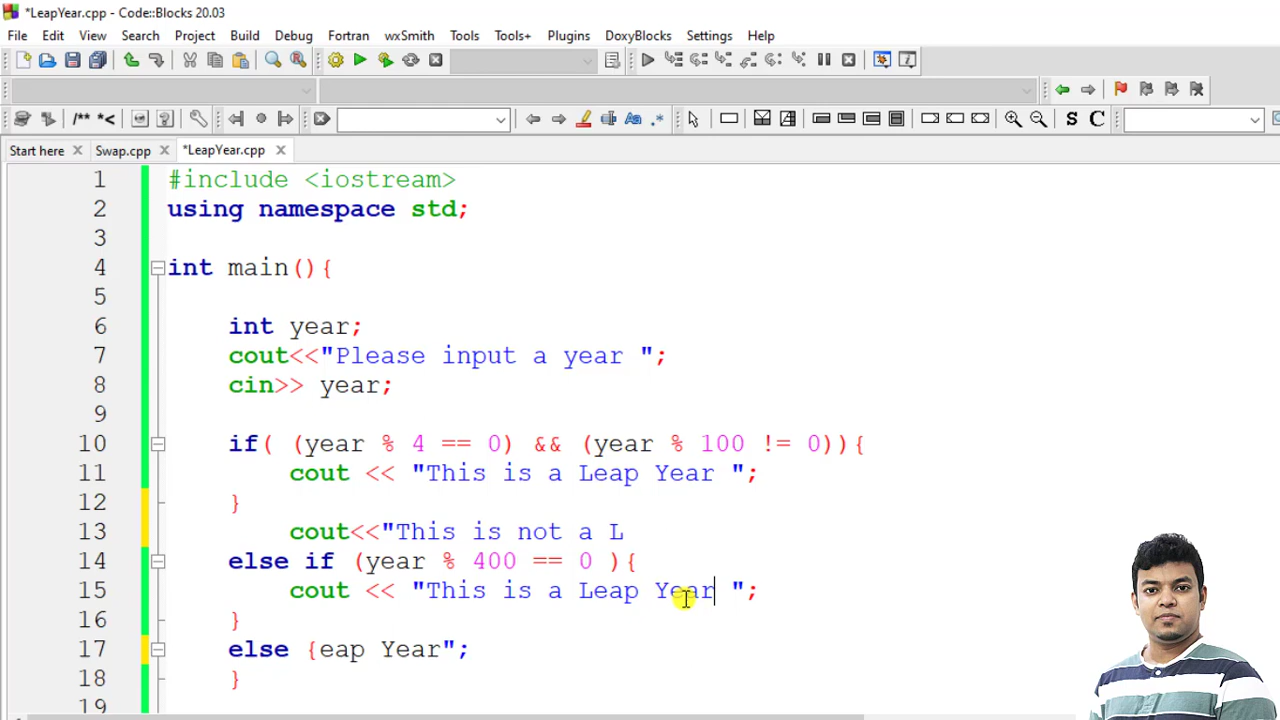 *LeapYear.cpp - Code::Blocks 20.03
File Edit View Search Project Build Debug Fortran wxSmith Tools Tools+ Plugins DoxyBlocks Settings Help
/** *< S C
Start here Swap.cpp *LeapYear.cpp
1 #include <iostream>
2 using namespace std;
3
4 int main(){
5
6 int year;
7 cout<<"Please input a year ";
8 cin>> year;
9
10 if( (year % 4 == 0) && (year % 100 != 0)){
11 cout << "This is a Leap Year ";
12 }
13 cout<<"This is not a L
14 else if (year % 400 == 0 ){
15 cout << "This is a Leap Year ";
16 }
17 else {eap Year";
18 }
19